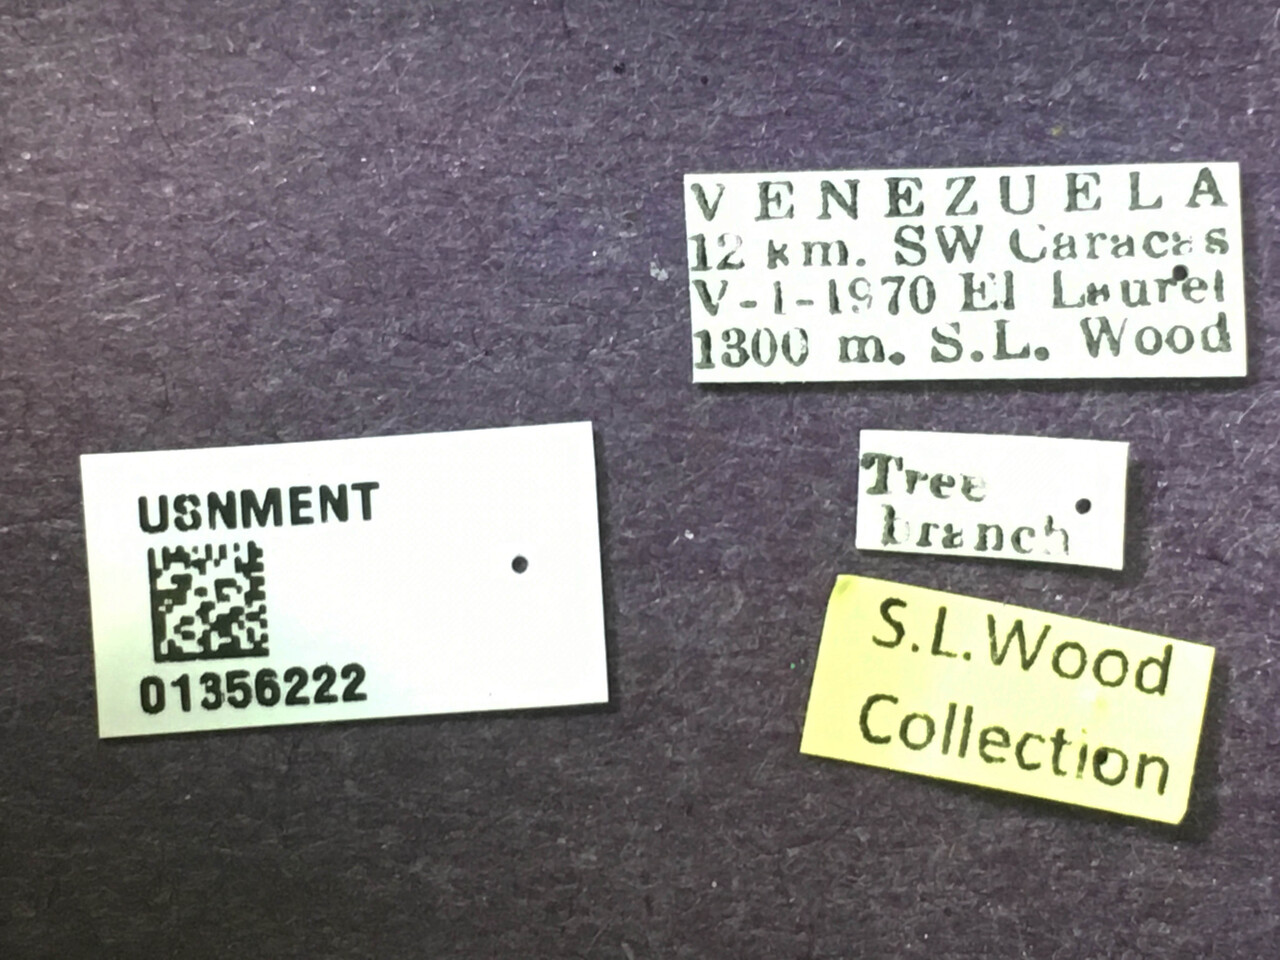 VENEZUELA
12 km. SW Caracas
V-1-1970 El Laurel
1300 m. S.L. Wood
Tree
branch
S.L.Wood
Collection
USNMENT
01356222